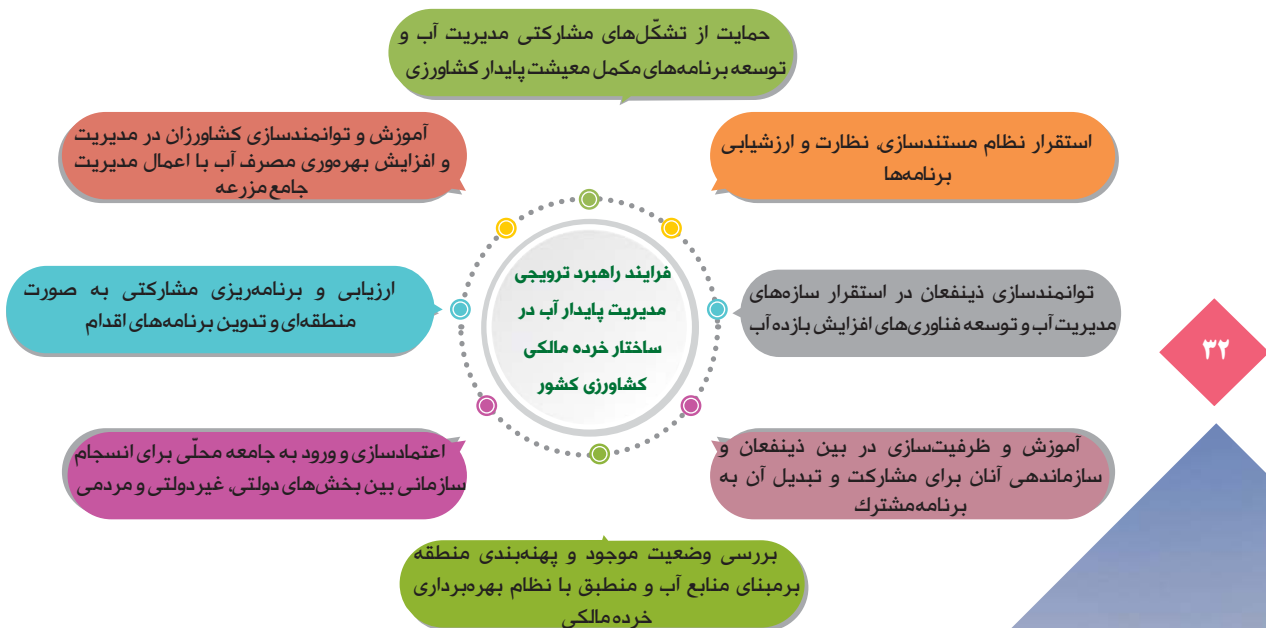 حمایت از تشکّل‌های مشارکتی مدیریت آب و
توسعه برنامه‌های مکمل معیشت پایدار کشاورزی
استقرار نظام مستندسازی، نظارت و ارزشیابی
برنامه‌ها
آموزش و توانمندسازی کشاورزان در مدیریت
و افزایش بهره‌وری مصرف آب با اعمال مدیریت
جامع مزرعه
فرایند راهبرد ترویجی
مدیریت پایدار آب در
ساختار خرده مالکی
کشاورزی کشور
توانمندسازی ذینفعان در استقرار سازه‌های
مدیریت آب و توسعه فناوری‌های افزایش بازده آب
ارزیابی و برنامه‌ریزی مشارکتی به صورت
منطقه‌ای و تدوین برنامه‌های اقدام
۳۲
آموزش و ظرفیت‌سازی در بین ذینفعان و
سازماندهی آنان برای مشارکت و تبدیل آن به
برنامه مشترك
اعتمادسازی و ورود به جامعه محلّی برای انسجام
سازمانی بین بخش‌های دولتی، غیردولتی و مردمی
بررسی وضعیت موجود و پهنه‌بندی منطقه
برمبنای منابع آب و منطبق با نظام بهره‌برداری
خرده مالکی